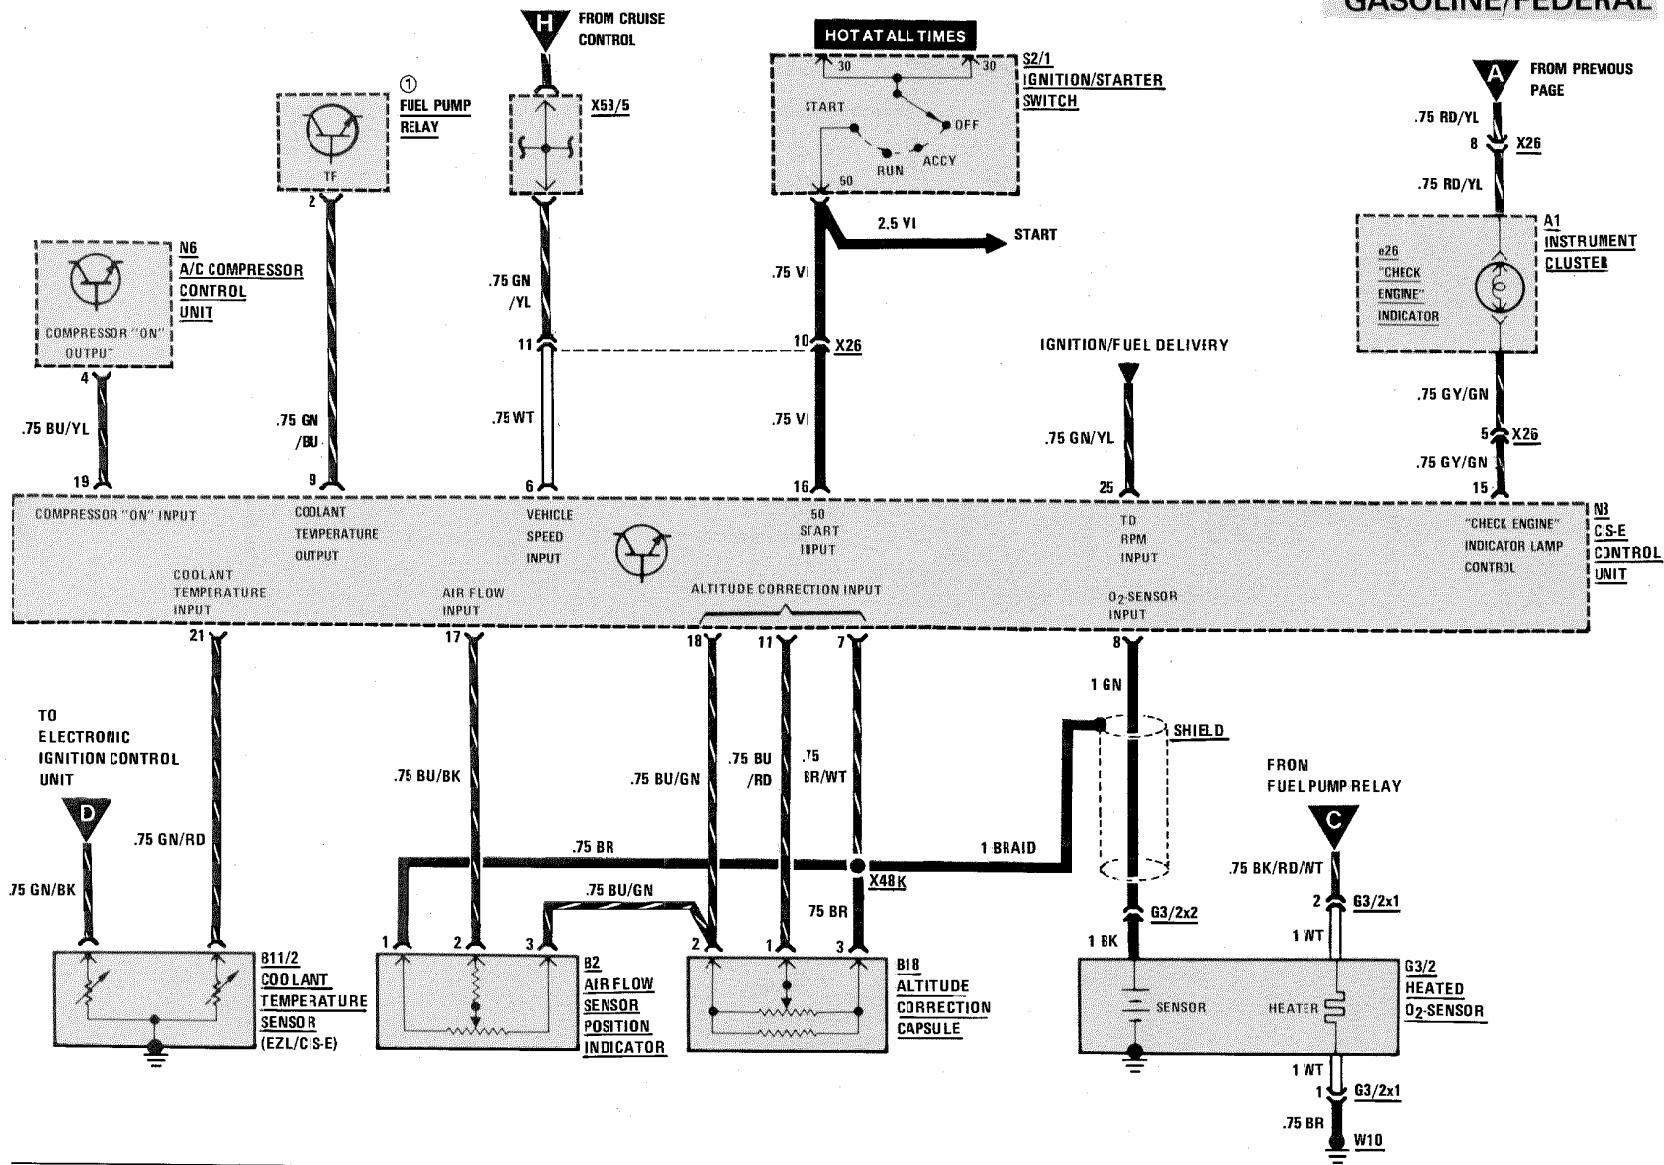 GASOLINE/FEDERAL
H
FROM CRUISE
CONTROL
HOT AT ALL TIMES
30
30
S2/1
IGNITION/STARTER
SWITCH
START
OFF
ACCY
RUN
50
A
FROM PREVIOUS
PAGE
.75 RD/YL
8
X26
.75 RD/YL
1
FUEL PUMP
RELAY
TF
2
X53/5
2.5 VI
START
A1
INSTRUMENT
CLUSTER
e26
"CHECK
ENGINE"
INDICATOR
N6
A/C COMPRESSOR
CONTROL
UNIT
COMPRESSOR "ON"
OUTPU"
4
.75 BU/YL
19
.75 GN
/BU
9
.75 GN
/YL
11
.75 WT
6
.75 VI
10
X26
.75 VI
16
IGNITION/FUEL DELIVERY
.75 GN/YL
25
.75 GY/GN
5
X26
.75 GY/GN
15
COMPRESSOR "ON" INPUT
COOLANT
TEMPERATURE
OUTPUT
VEHICLE
SPEED
INPUT
50
START
INPUT
TD
RPM
INPUT
"CHECK ENGINE"
INDICATOR LAMP
CONTROL
N3
CIS-E
CONTROL
UNIT
COOLANT
TEMPERATURE
INPUT
AIR FLOW
INPUT
ALTITUDE CORRECTION INPUT
O2-SENSOR
INPUT
21
17
18
11
7
8
1 GN
SHIELD
TO
ELECTRONIC
IGNITION CONTROL
UNIT
D
.75 GN/RD
.75 GN/BK
.75 BU/BK
.75 BU/GN
.75 BU
/RD
.75
BR/WT
FROM
FUEL PUMP RELAY
C
.75 BR
1 BRAID
X48K
.75 BU/GN
75 BR
.75 BK/RD/WT
2
G3/2x1
G3/2x2
1 BK
1 WT
1
2
3
2
1
3
B11/2
COOLANT
TEMPERATURE
SENSOR
(EZL/CIS-E)
B2
AIR FLOW
SENSOR
POSITION
INDICATOR
B18
ALTITUDE
CORRECTION
CAPSULE
SENSOR
HEATER
G3/2
HEATED
O2-SENSOR
1 WT
1
G3/2x1
.75 BR
W10